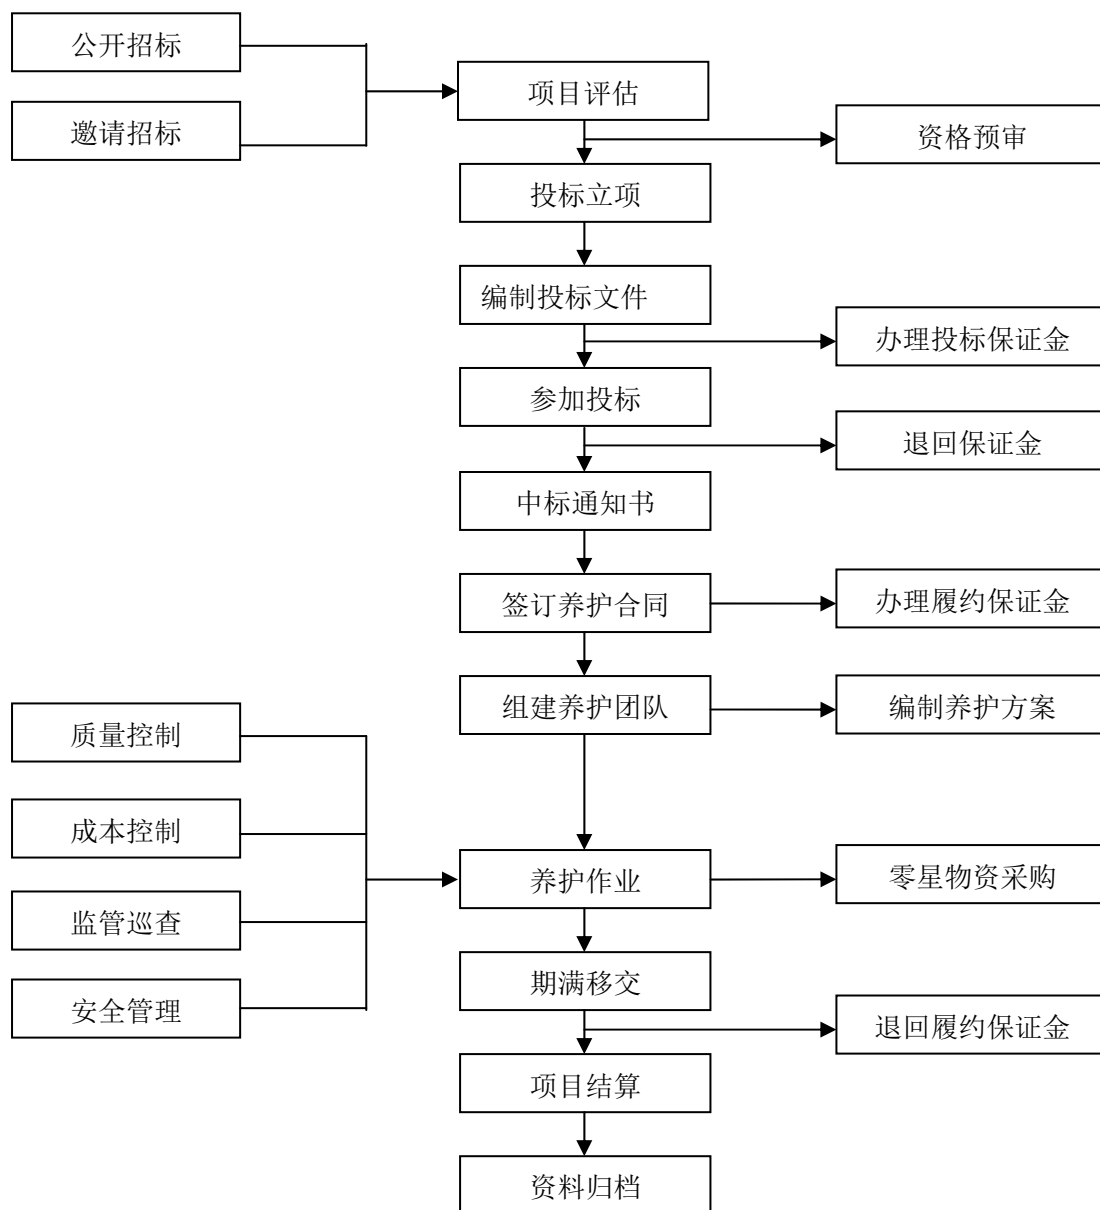 公开招标
项目评估
邀请招标
资格预审
投标立项
编制投标文件
办理投标保证金
参加投标
退回保证金
中标通知书
签订养护合同
办理履约保证金
组建养护团队
编制养护方案
质量控制
成本控制
养护作业
零星物资采购
监管巡查
期满移交
安全管理
退回履约保证金
项目结算
资料归档